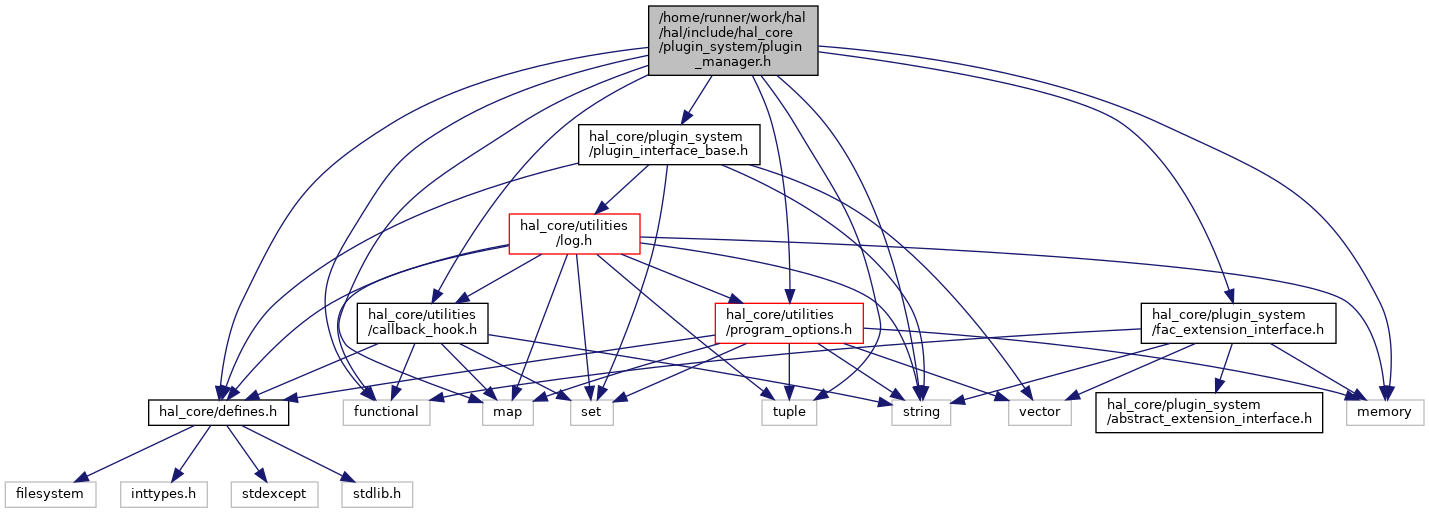 /home/runner/work/hal
/hal/include/hal_core
/plugin_system/plugin
_manager.h
hal_core/plugin_system
/plugin_interface_base.h
hal_core/utilities
/log.h
hal_core/utilities
/callback_hook.h
hal_core/utilities
/program_options.h
hal_core/plugin_system
/fac_extension_interface.h
hal_core/defines.h
functional
map
set
tuple
string
vector
hal_core/plugin_system
/abstract_extension_interface.h
memory
filesystem
inttypes.h
stdexcept
stdlib.h